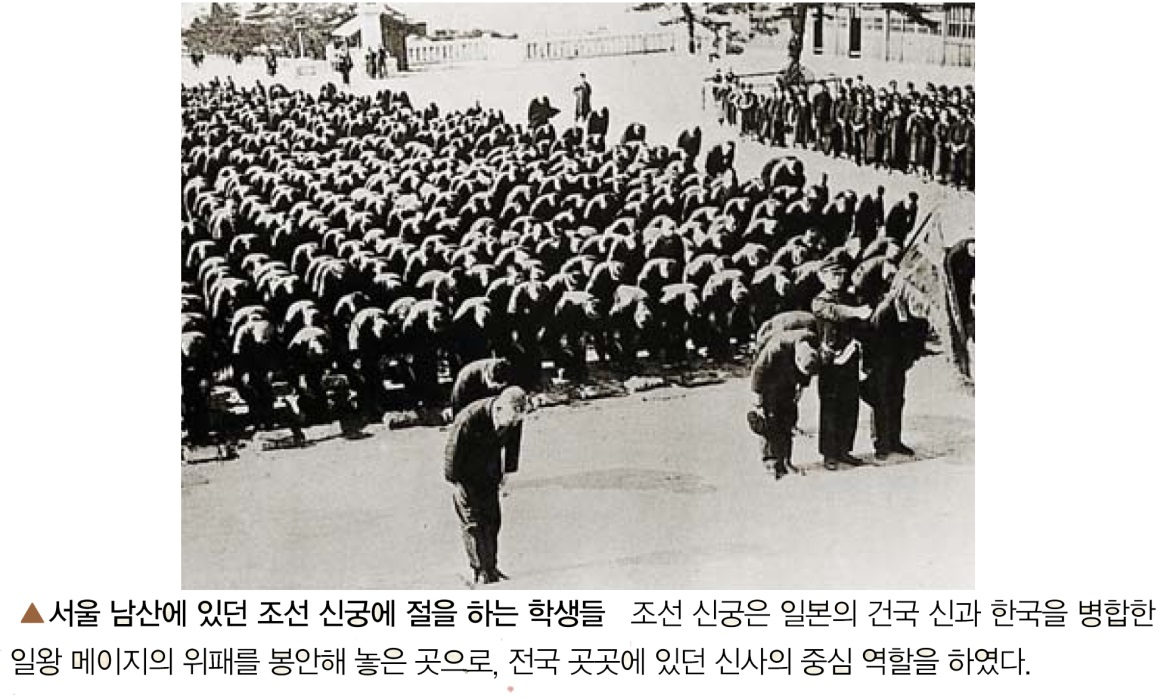 ▲서울 남산에 있던 조선 신궁에 절을 하는 학생들 조선 신궁은 일본의 건국 신과 한국을 병합한
일왕 메이지의 위패를 봉안해 놓은 곳으로, 전국 곳곳에 있던 신사의 중심 역할을 하였다.